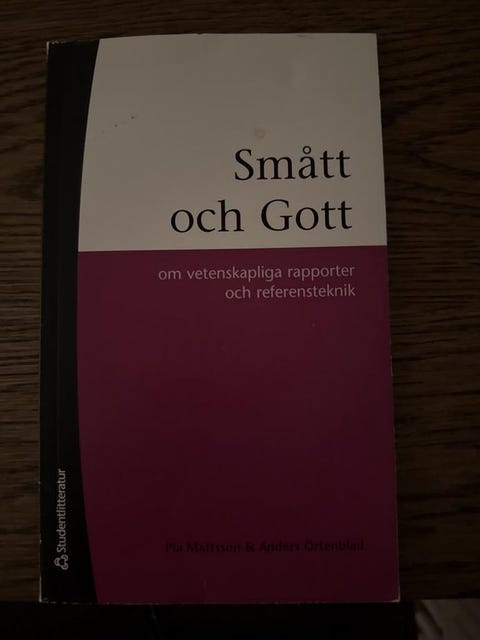 Smått
och Gott
om vetenskapliga rapporter
och referensteknik
Pia Mattsson & Anders Örtenblad
Studentlitteratur